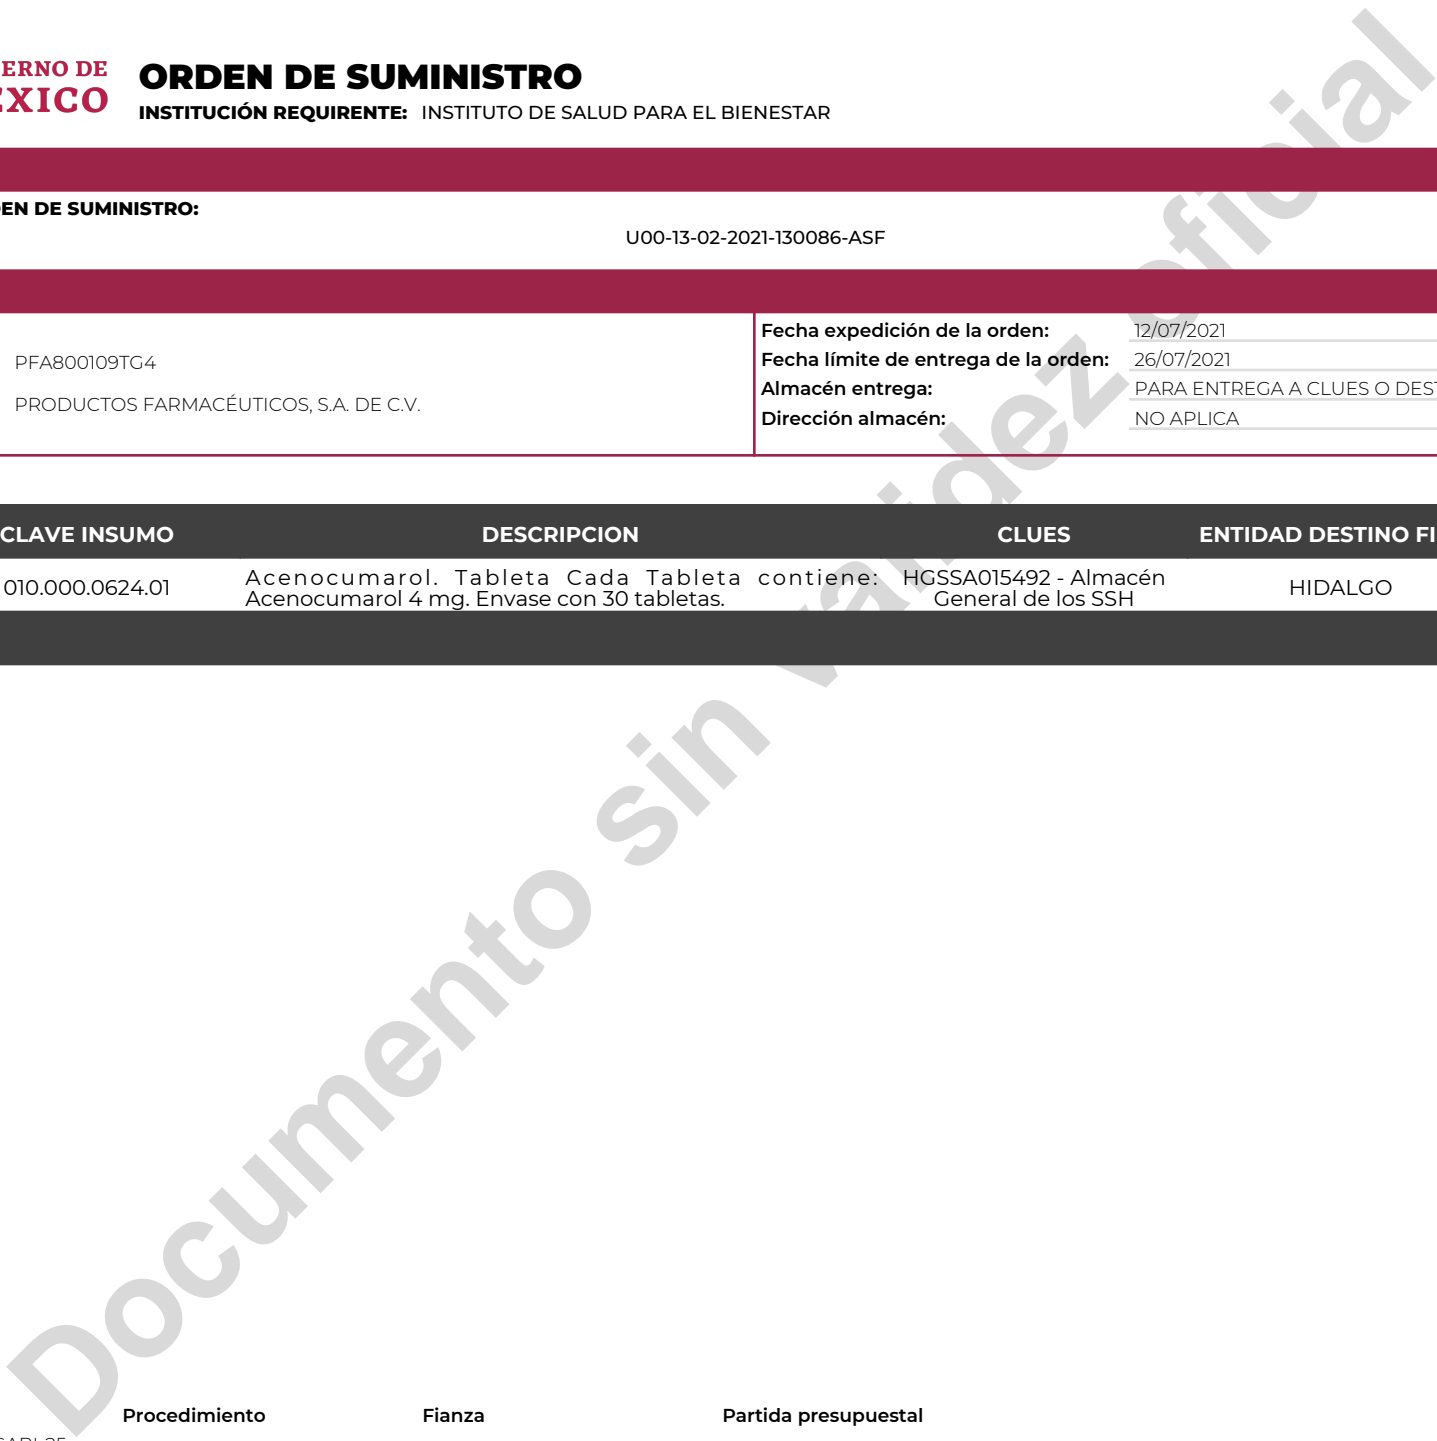 ERNO DE
XICO
ORDEN DE SUMINISTRO
INSTITUCIÓN REQUIRENTE: INSTITUTO DE SALUD PARA EL BIENESTAR
EN DE SUMINISTRO:
U00-13-02-2021-130086-ASF
PFA800109TG4
PRODUCTOS FARMACÉUTICOS, S.A. DE C.V.
Fecha expedición de la orden: 12/07/2021
Fecha límite de entrega de la orden: 26/07/2021
Almacén entrega: PARA ENTREGA A CLUES O DEST
Dirección almacén: NO APLICA
CLAVE INSUMO DESCRIPCION CLUES ENTIDAD DESTINO FI
010.000.0624.01
Acenocumarol. Tableta Cada Tableta contiene:
Acenocumarol 4 mg. Envase con 30 tabletas.
HGSSA015492 - Almacén
General de los SSH
HIDALGO
Documento sin validez oficial
Procedimiento Fianza Partida presupuestal